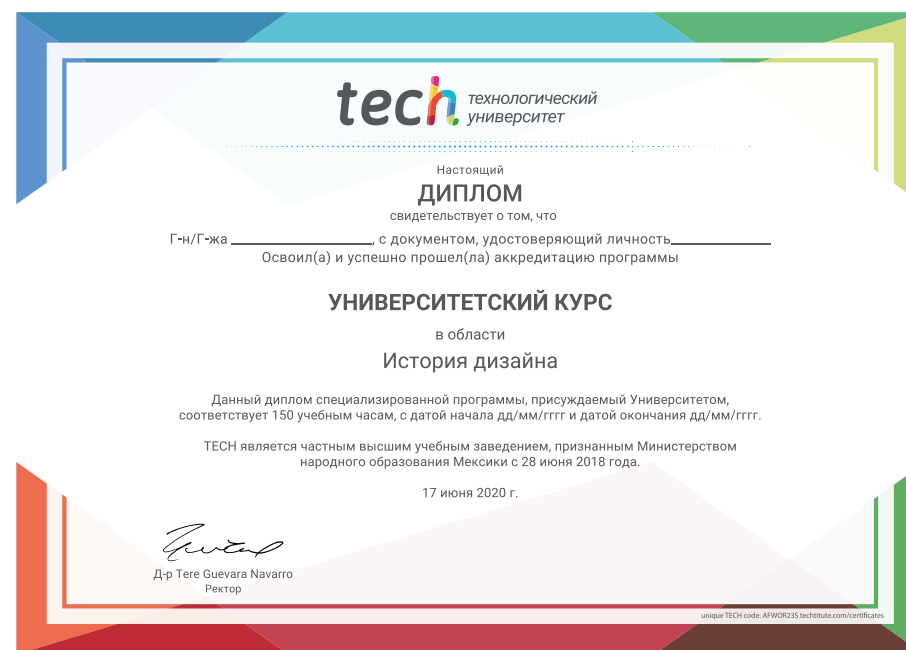 tech технологический
университет
Настоящий
ДИПЛОМ
свидетельствует о том, что
Г-н/Г-жа ____________________, с документом, удостоверяющий личность______________
Освоил(а) и успешно прошел(ла) аккредитацию программы
УНИВЕРСИТЕТСКИЙ КУРС
в области
История дизайна
Данный диплом специализированной программы, присуждаемый Университетом,
соответствует 150 учебным часам, с датой начала дд/мм/гггг и датой окончания дд/мм/гггг.
TECH является частным высшим учебным заведением, признанным Министерством
народного образования Мексики с 28 июня 2018 года.
17 июня 2020 г.
Д-р Tere Guevara Navarro
Ректор
unique TECH code: AFWOR23S techtitute.com/certificates